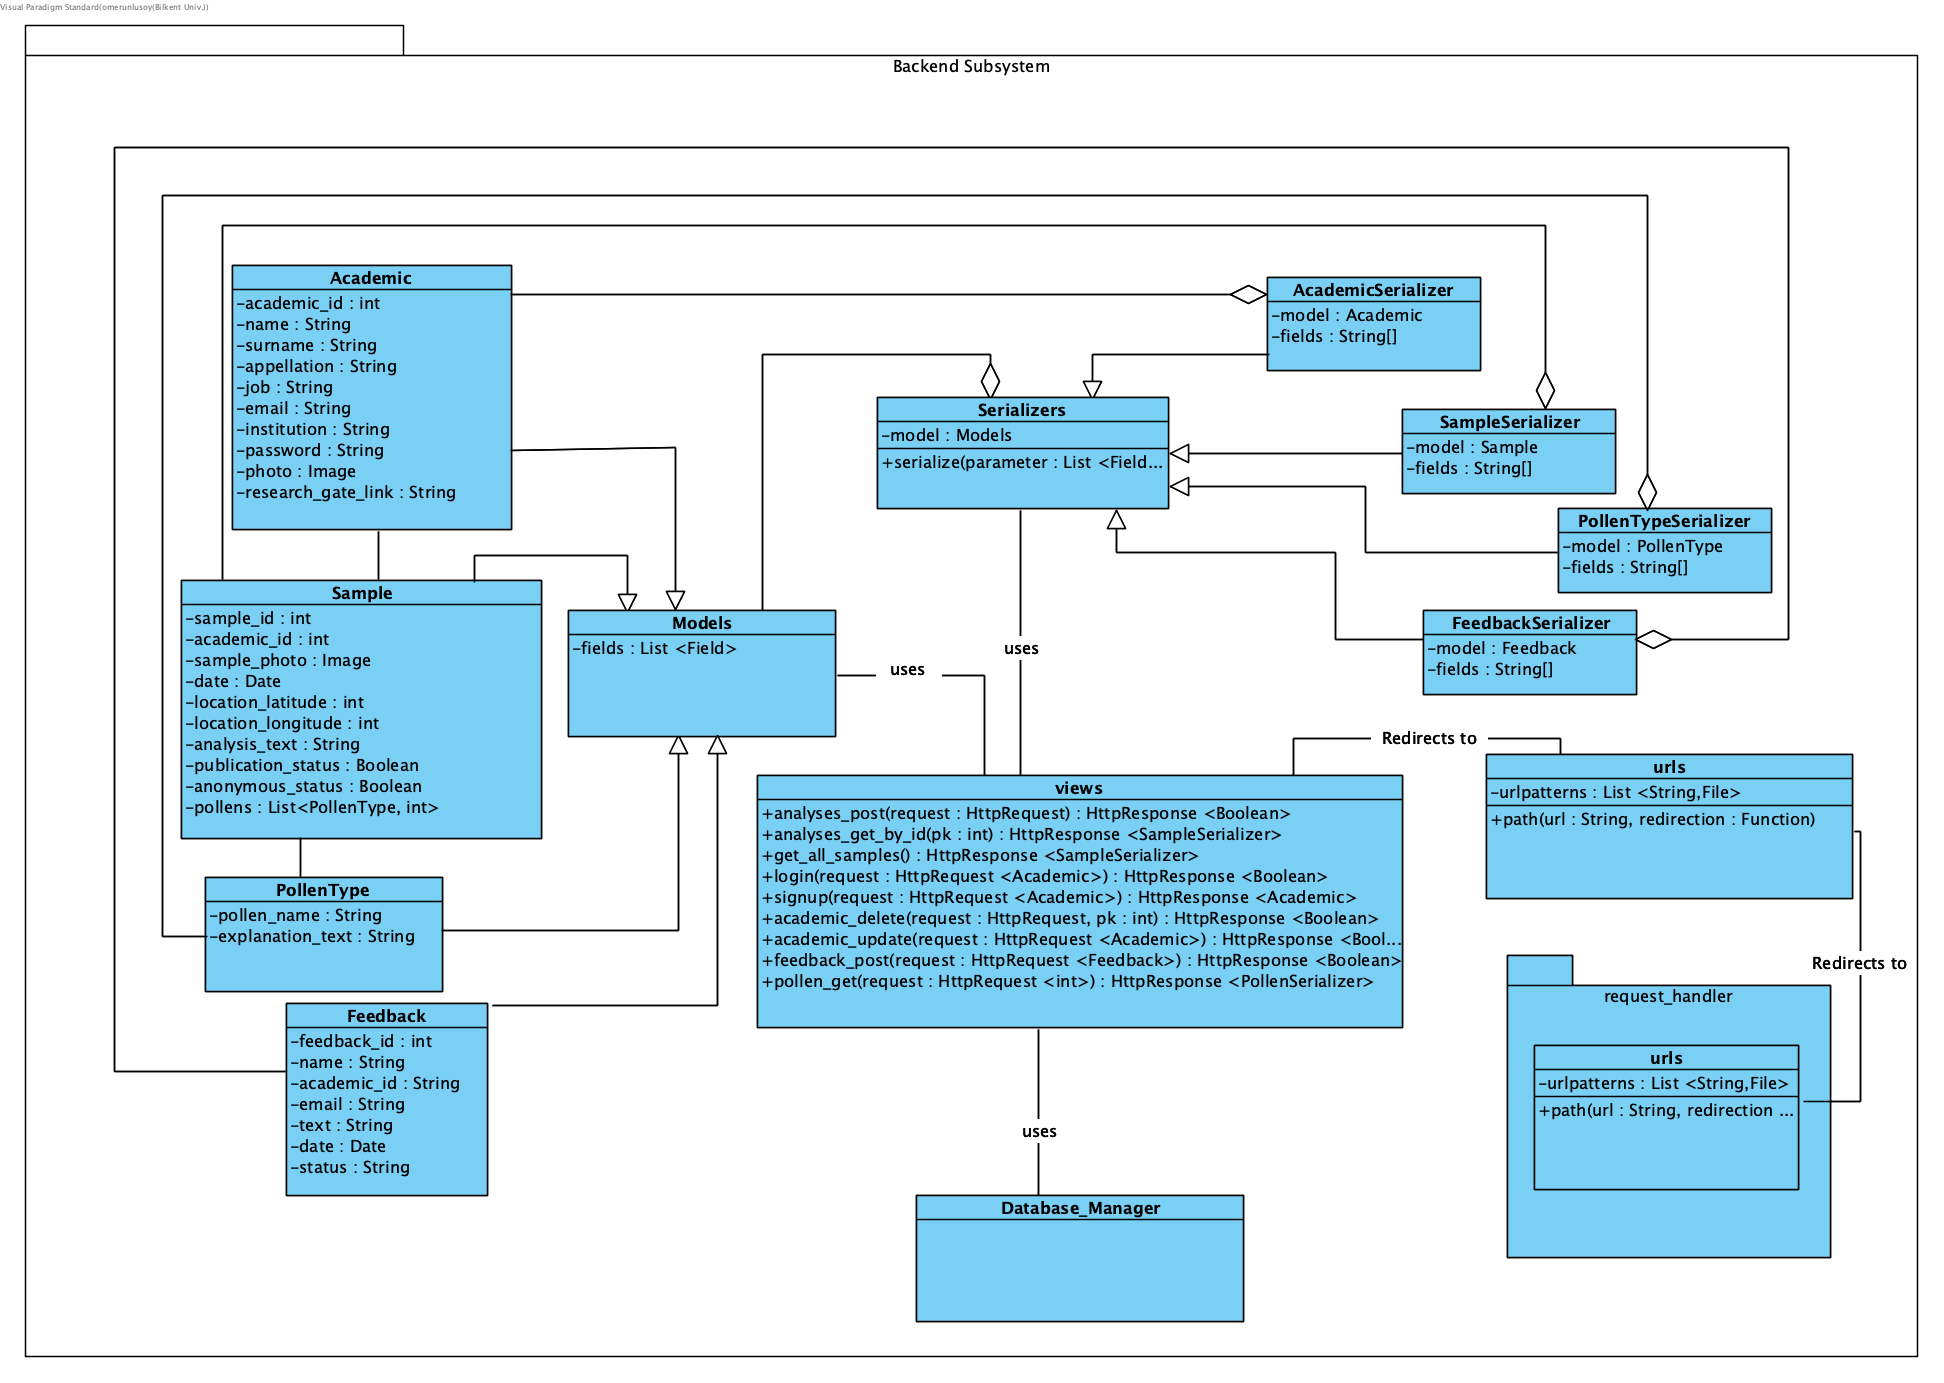 Visual Paradigm Standard(omerunlusoy(Bilkent Univ.))
Backend Subsystem
Academic
-academic_id : int
-name : String
-surname : String
-appellation : String
-job : String
-email : String
-institution : String
-password : String
-photo : Image
-research_gate_link : String
AcademicSerializer
-model : Academic
-fields : String[]
Serializers
-model : Models
+serialize(parameter : List <Field...
SampleSerializer
-model : Sample
-fields : String[]
PollenTypeSerializer
-model : PollenType
-fields : String[]
FeedbackSerializer
-model : Feedback
-fields : String[]
Sample
-sample_id : int
-academic_id : int
-sample_photo : Image
-date : Date
-location_latitude : int
-location_longitude : int
-analysis_text : String
-publication_status : Boolean
-anonymous_status : Boolean
-pollens : List<PollenType, int>
Models
-fields : List <Field>
uses
uses
Redirects to
urls
-urlpatterns : List <String,File>
+path(url : String, redirection : Function)
views
+analyses_post(request : HttpRequest) : HttpResponse <Boolean>
+analyses_get_by_id(pk : int) : HttpResponse <SampleSerializer>
+get_all_samples() : HttpResponse <SampleSerializer>
+login(request : HttpRequest <Academic>) : HttpResponse <Boolean>
+signup(request : HttpRequest <Academic>) : HttpResponse <Academic>
+academic_delete(request : HttpRequest, pk : int) : HttpResponse <Boolean>
+academic_update(request : HttpRequest <Academic>) : HttpResponse <Bool...
+feedback_post(request : HttpRequest <Feedback>) : HttpResponse <Boolean>
+pollen_get(request : HttpRequest <int>) : HttpResponse <PollenSerializer>
PollenType
-pollen_name : String
-explanation_text : String
Feedback
-feedback_id : int
-name : String
-academic_id : String
-email : String
-text : String
-date : Date
-status : String
Redirects to
request_handler
urls
-urlpatterns : List <String,File>
+path(url : String, redirection ...
uses
Database_Manager